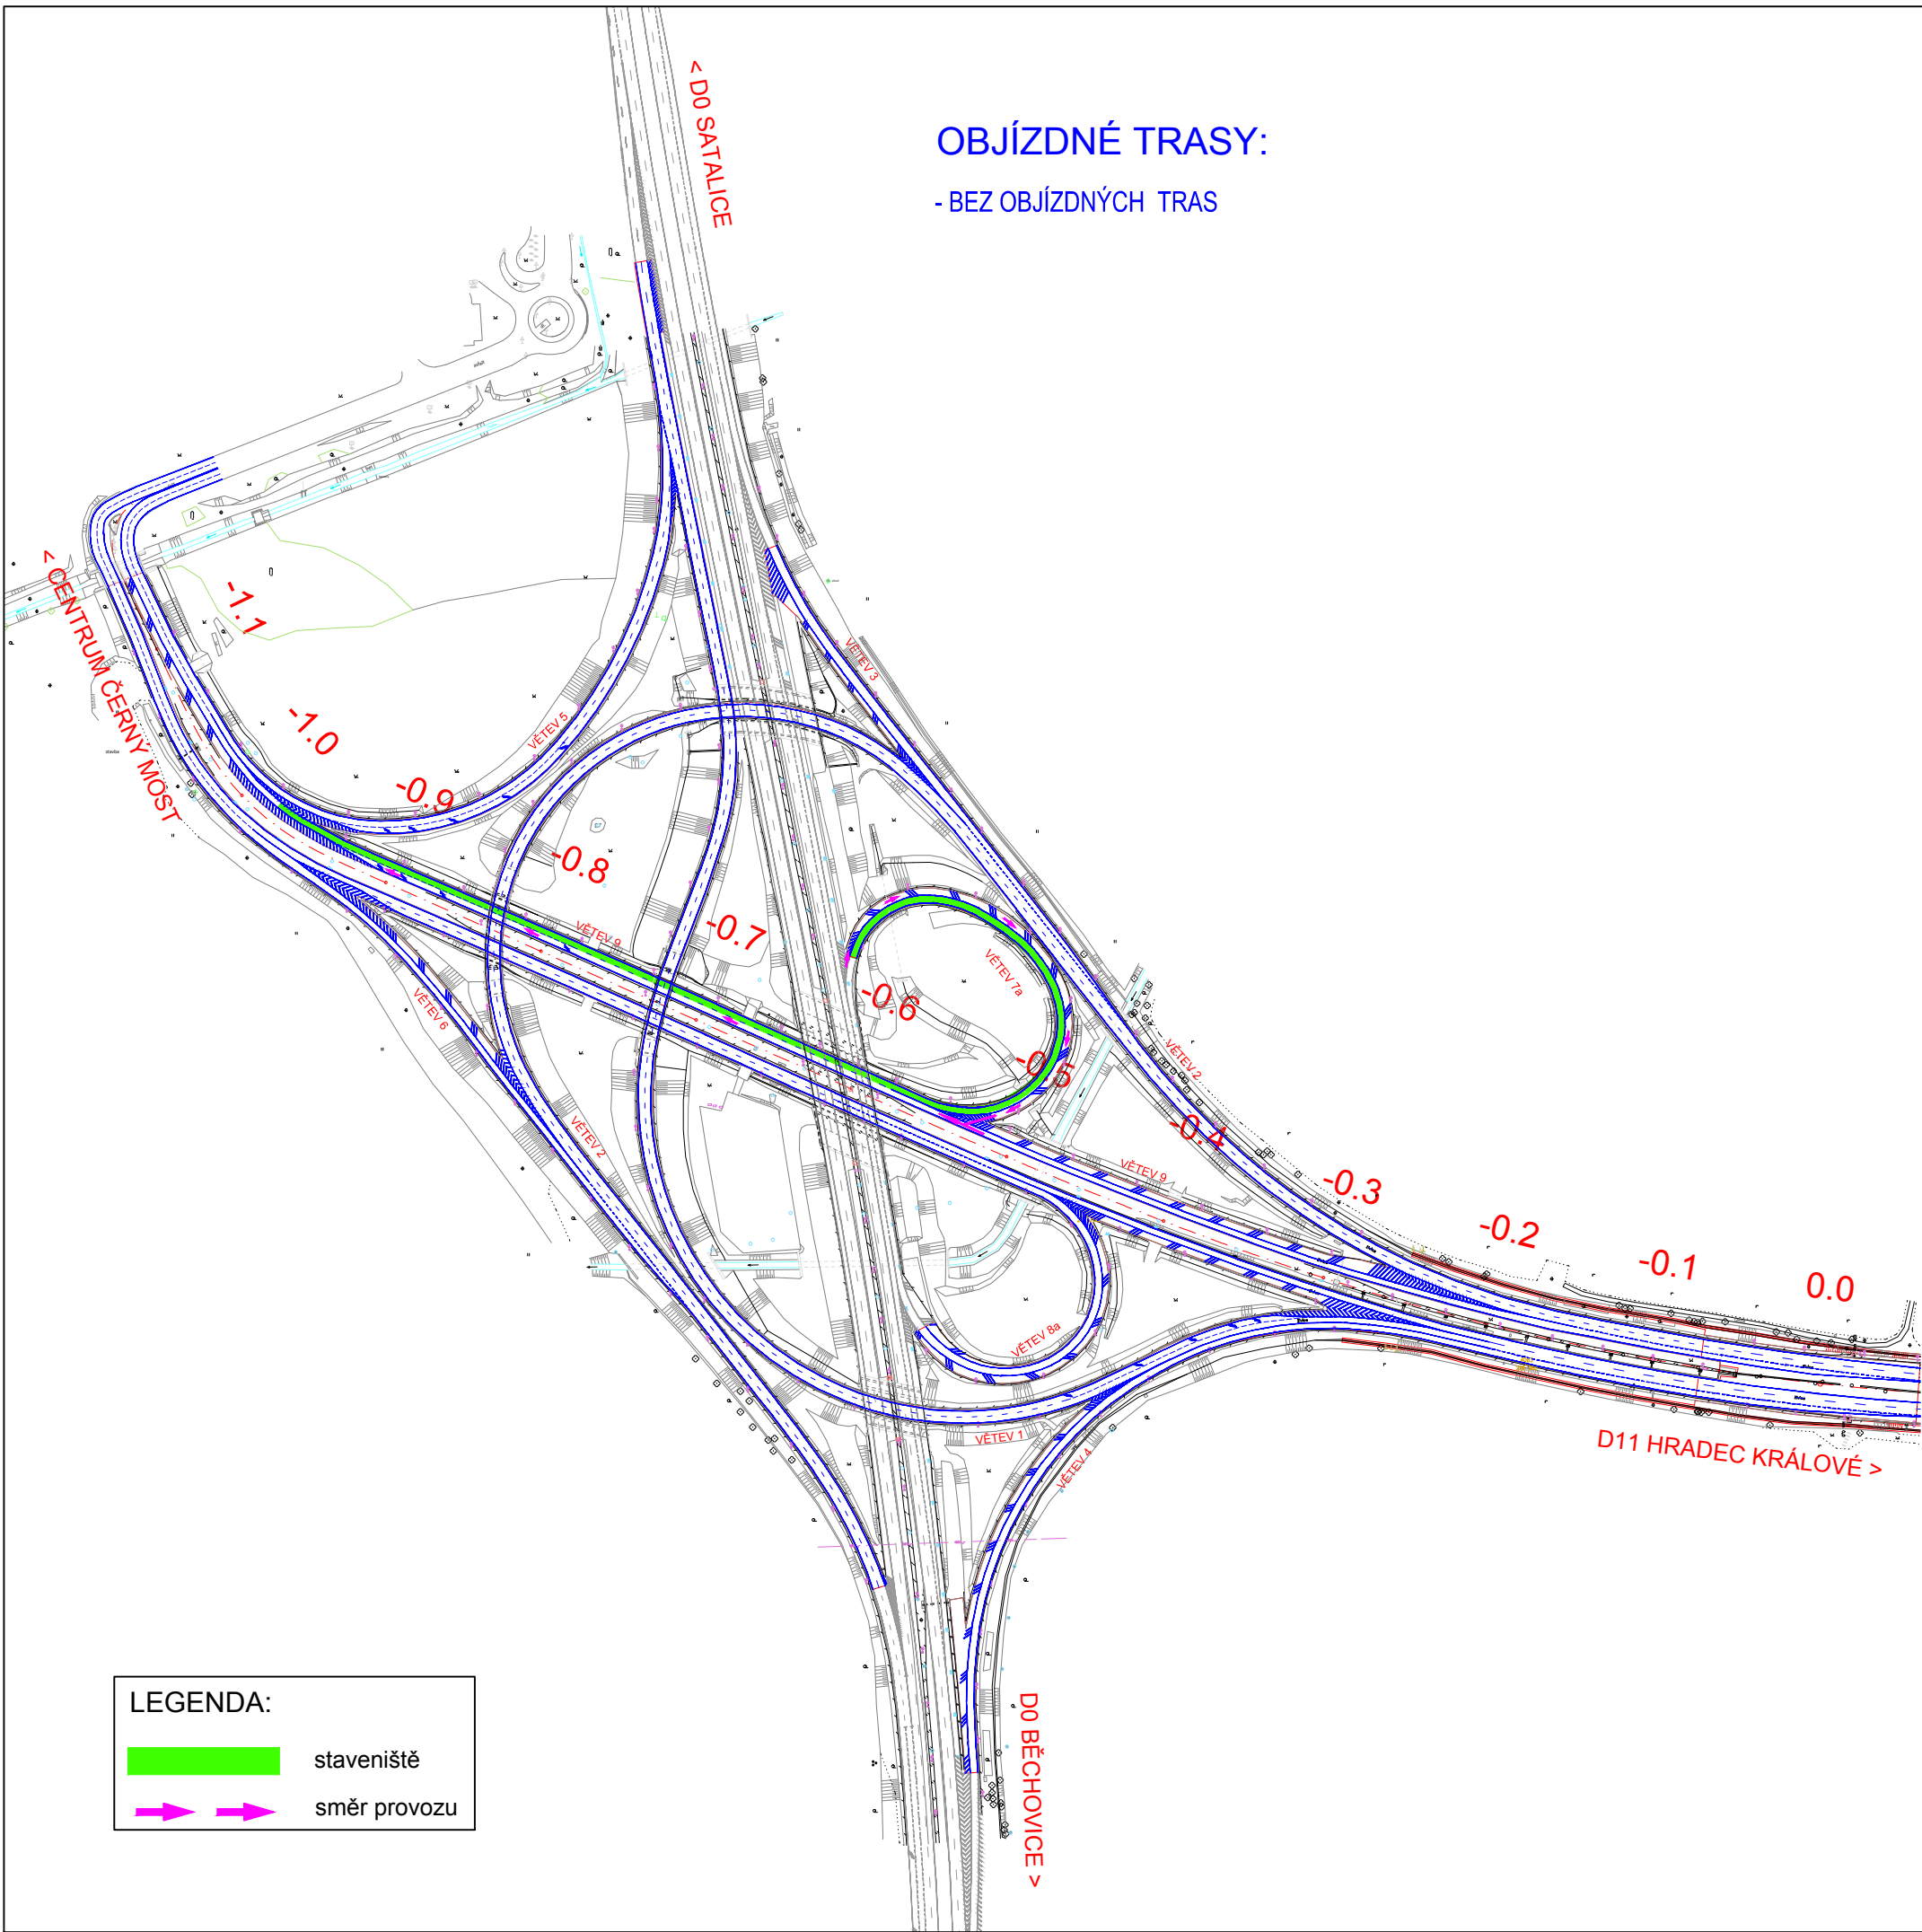 < D0 SATALICE
OBJÍZDNÉ TRASY:
- BEZ OBJÍZDNÝCH TRAS
< CENTRUM ČERNÝ MOST
-1.1
-1.0
-0.9
-0.8
-0.7
-0.6
-0.5
-0.4
-0.3
-0.2
-0.1
0.0
VĚTEV 3
VĚTEV 5
VĚTEV 9
VĚTEV 7a
VĚTEV 6
VĚTEV 2
VĚTEV 2
VĚTEV 9
VĚTEV 8a
VĚTEV 1
VĚTEV 4
D11 HRADEC KRÁLOVÉ >
D0 BĚCHOVICE >
LEGENDA:
staveniště
směr provozu